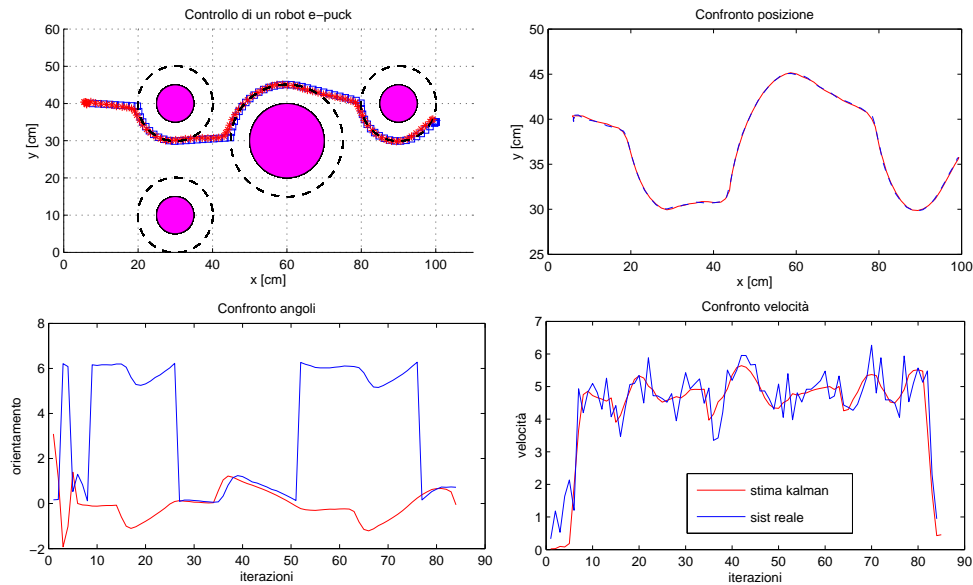 Controllo di un robot e-puck
60
50
40
30
20
10
0
y [cm]
0 20 40 60 80 100
x [cm]
Confronto posizione
45
40
35
30
25
y [cm]
0 20 40 60 80 100
x [cm]
Confronto angoli
8
6
4
2
0
−2
orientamento
0 10 20 30 40 50 60 70 80 90
iterazioni
Confronto velocità
7
6
5
4
3
2
1
0
velocità
0 10 20 30 40 50 60 70 80 90
iterazioni
stima kalman
sist reale